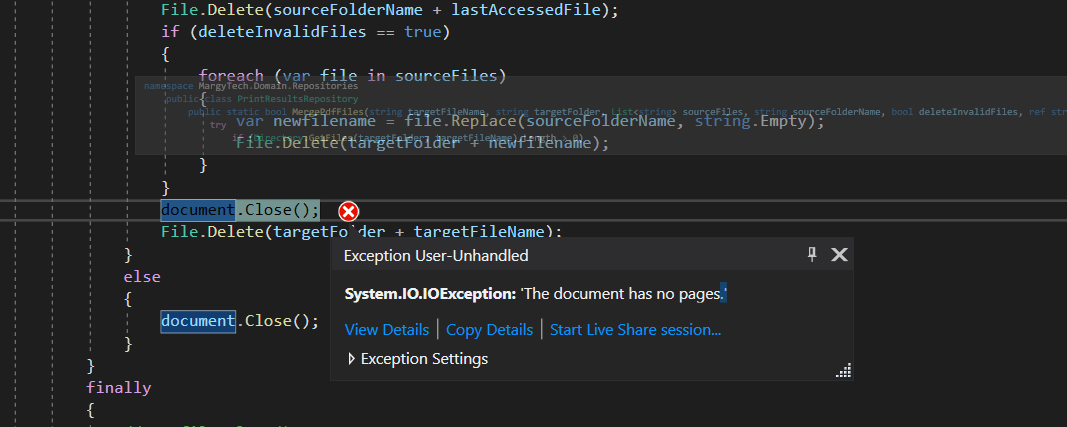 File.Delete(sourceFolderName + lastAccessedFile);
if (deleteInvalidFiles == true)
{
foreach (var file in sourceFiles)
namespace MargyTech.Domain.Repositories
public class PrintResultsRepository
{
public static bool MergePdfFiles(string targetFileName, string targetFolder, List<string> sourceFiles, string sourceFolderName, bool deleteInvalidFiles, ref str
var newfilename = file.Replace(sourceFolderName, string.Empty);
try
if (Directory.GetFiles(targetFolder, targetFileName).Length > 0)
File.Delete(targetFolder + newfilename);
}
}
document.Close();
File.Delete(targetFolder + targetFileName);
}
Exception User-Unhandled
else
System.IO.IOException: 'The document has no pages.'
{
document.Close();
View Details | Copy Details | Start Live Share session...
}
Exception Settings
}
finally
{